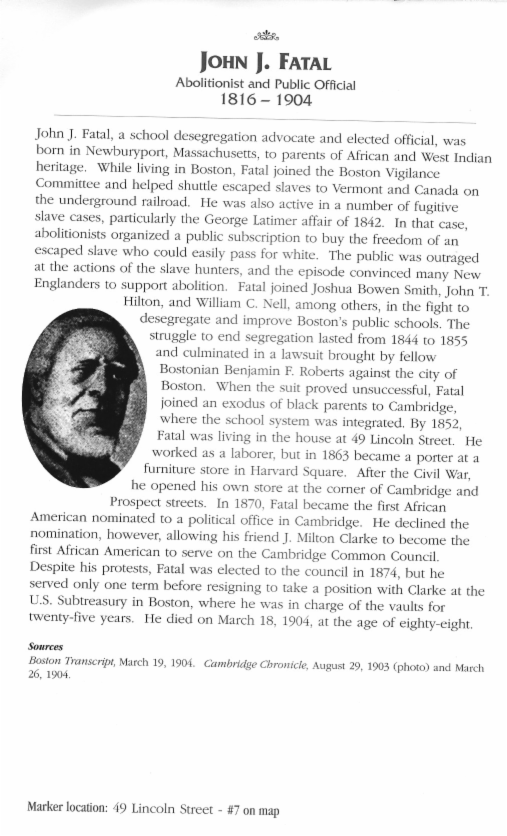 JOHN J. FATAL
Abolitionist and Public Official
1816 – 1904
John J. Fatal, a school desegregation advocate and elected official, was
born in Newburyport, Massachusetts, to parents of African and West Indian
heritage. While living in Boston, Fatal joined the Boston Vigilance
Committee and helped shuttle escaped slaves to Vermont and Canada on
the underground railroad. He was also active in a number of fugitive
slave cases, particularly the George Latimer affair of 1842. In that case,
abolitionists organized a public subscription to buy the freedom of an
escaped slave who could easily pass for white. The public was outraged
at the actions of the slave hunters, and the episode convinced many New
Englanders to support abolition. Fatal joined Joshua Bowen Smith, John T.
Hilton, and William C. Nell, among others, in the fight to
desegregate and improve Boston's public schools. The
struggle to end segregation lasted from 1844 to 1855
and culminated in a lawsuit brought by fellow
Bostonian Benjamin F. Roberts against the city of
Boston. When the suit proved unsuccessful, Fatal
joined an exodus of black parents to Cambridge,
where the school system was integrated. By 1852,
Fatal was living in the house at 49 Lincoln Street. He
worked as a laborer, but in 1863 became a porter at a
furniture store in Harvard Square. After the Civil War,
he opened his own store at the corner of Cambridge and
Prospect streets. In 1870, Fatal became the first African
American nominated to a political office in Cambridge. He declined the
nomination, however, allowing his friend J. Milton Clarke to become the
first African American to serve on the Cambridge Common Council.
Despite his protests, Fatal was elected to the council in 1874, but he
served only one term before resigning to take a position with Clarke at the
U.S. Subtreasury in Boston, where he was in charge of the vaults for
twenty-five years. He died on March 18, 1904, at the age of eighty-eight.
Sources
Boston Transcript, March 19, 1904. Cambridge Chronicle, August 29, 1903 (photo) and March
26, 1904.
Marker location: 49 Lincoln Street - #7 on map